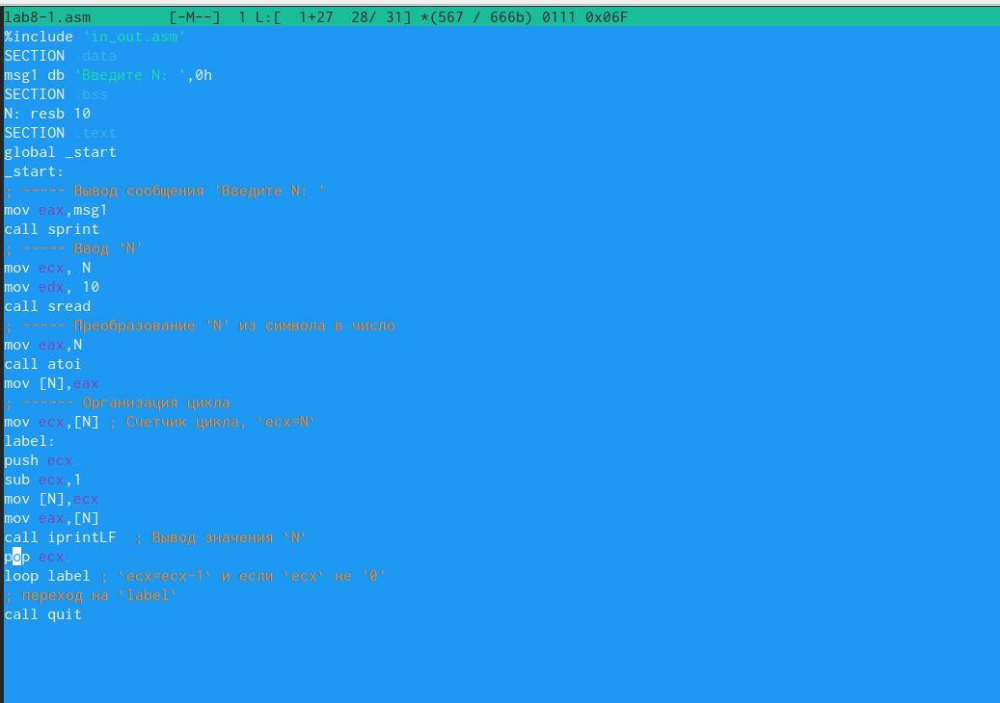 lab8-1.asm [-M--] 1 L:[ 1+27 28/ 31] *(567 / 666b) 0111 0x06F
%include 'in_out.asm'
SECTION .data
msg1 db 'Введите N: ',0h
SECTION .bss
N: resb 10
SECTION .text
global _start
_start:
; ----- Вывод сообщения 'Введите N: '
mov eax,msg1
call sprint
; ----- Ввод 'N'
mov ecx, N
mov edx, 10
call sread
; ----- Преобразование 'N' из символа в число
mov eax,N
call atoi
mov [N],eax
; ------ Организация цикла
mov ecx,[N] ; Счетчик цикла, `ecx=N`
label:
push ecx
sub ecx,1
mov [N],ecx
mov eax,[N]
call iprintLF ; Вывод значения `N`
pop ecx
loop label ; `ecx=ecx-1` и если `ecx` не '0'
; переход на `label`
call quit